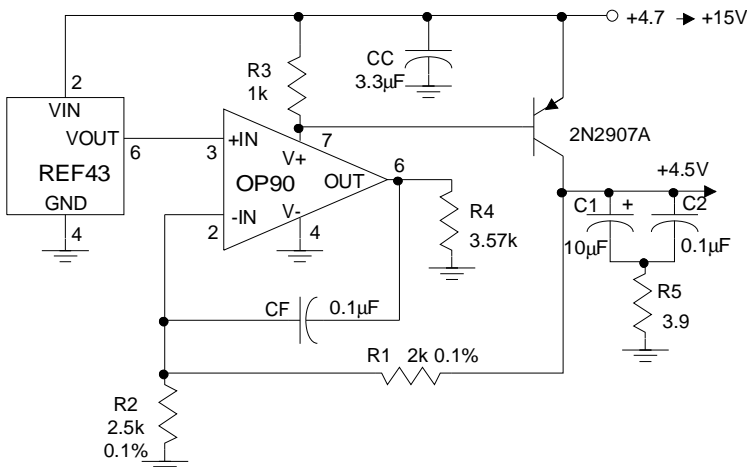 +4.7 → +15V
2
VIN
VOUT
6
REF43
GND
4
R3
1k
CC
3.3µF
3
+IN
7
V+
OP90
OUT
6
-IN
2
V-
4
2N2907A
R4
3.57k
+4.5V
C1
+
10µF
C2
0.1µF
R5
3.9
CF
0.1µF
R1 2k 0.1%
R2
2.5k
0.1%